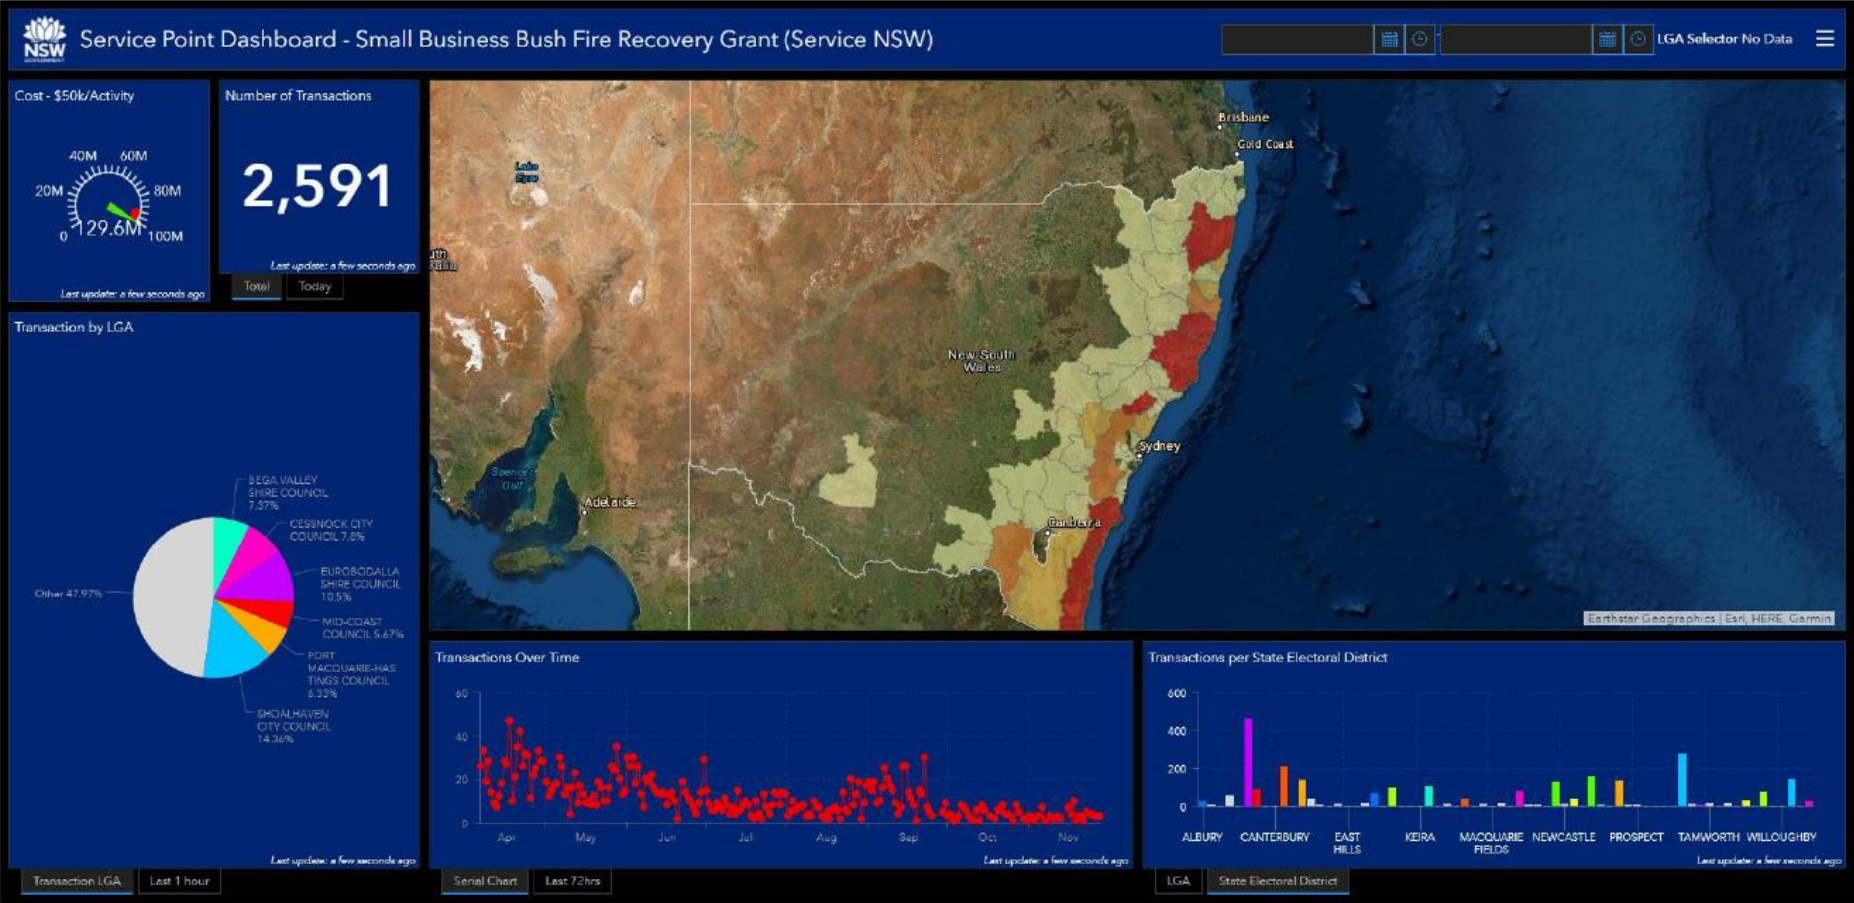 NSW
GOVERNMENT
Service Point Dashboard - Small Business Bush Fire Recovery Grant (Service NSW)
-
LGA Selector No Data
Cost - $50k/Activity
40M 60M
20M 80M
129.6M
0 100M
Last update: a few seconds ago
Number of Transactions
2,591
Last update: a few seconds ago
Total Today
Transaction by LGA
BEGA VALLEY
SHIRE COUNCIL
7.37%
CESSNOCK CITY
COUNCIL 7.8%
EUROBODALLA
SHIRE COUNCIL
10.5%
Other 47.97%
MID-COAST
COUNCIL 5.67%
PORT
MACQUARIE-HAS
TINGS COUNCIL
6.33%
SHOALHAVEN
CITY COUNCIL
14.36%
Last update: a few seconds ago
Transaction LGA Last 1 hour
Brisbane
Gold Coast
Lake
Eyre
uth
ralia
New South
Wales
Sydney
Spencer
Gulf
Adelaide
Canberra
Earthstar Geographics | Esri, HERE, Garmin
Transactions Over Time
60
40
20
0
Apr May Jun Jul Aug Sep Oct Nov
Last update: a few seconds ago
Serial Chart Last 72hrs
Transactions per State Electoral District
600
400
200
0
ALBURY CANTERBURY EAST KEIRA MACQUARIE NEWCASTLE PROSPECT TAMWORTH WILLOUGHBY
HILLS FIELDS
Last update: a few seconds ago
LGA State Electoral District